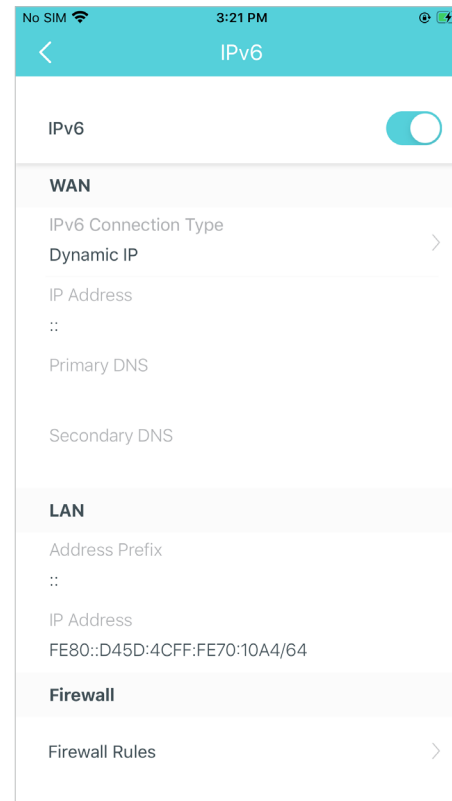 No SIM 3:21 PM
IPv6
IPv6
WAN
IPv6 Connection Type
Dynamic IP
IP Address
::
Primary DNS
Secondary DNS
LAN
Address Prefix
::
IP Address
FE80::D45D:4CFF:FE70:10A4/64
Firewall
Firewall Rules